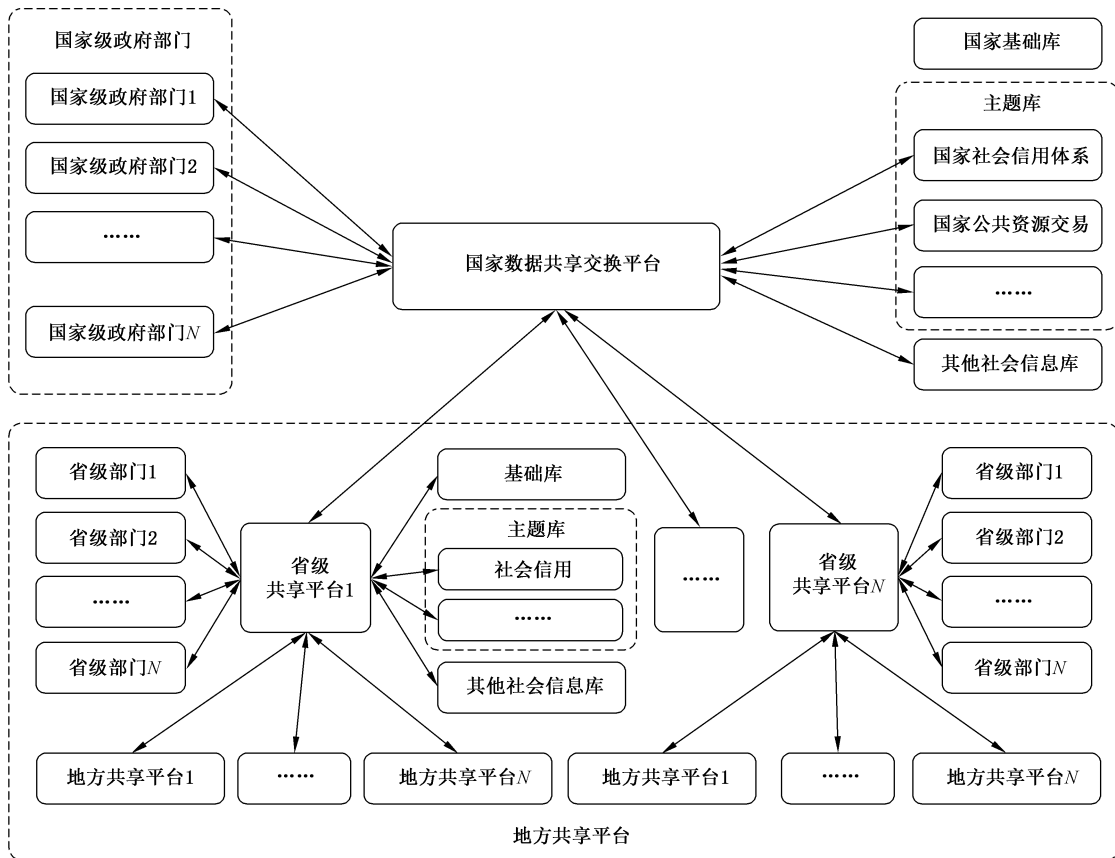 国家级政府部门
国家级政府部门1
国家级政府部门2
……
国家级政府部门N
国家数据共享交换平台
国家基础库
主题库
国家社会信用体系
国家公共资源交易
……
其他社会信息库
省级部门1
省级部门2
……
省级部门N
省级
共享平台1
基础库
主题库
社会信用
……
其他社会信息库
……
省级
共享平台N
省级部门1
省级部门2
……
省级部门N
地方共享平台1
……
地方共享平台N
地方共享平台1
……
地方共享平台N
地方共享平台